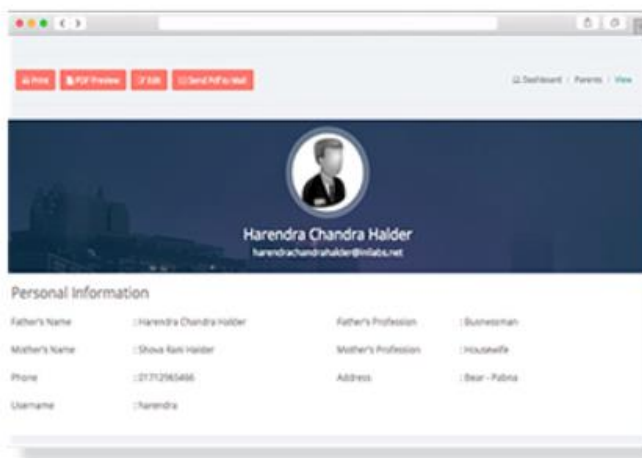 Print PDF Preview Edit Send Pdf to Mail Dashboard / Parents / View
Harendra Chandra Halder
harendrachandrahalder@inilabs.net
Personal Information
Father's Name : Harendra Chandra Halder Father's Profession : Businessman
Mother's Name : Shova Rani Halder Mother's Profession : Housewife
Phone : 01712965466 Address : - Pabna
Username : harendra